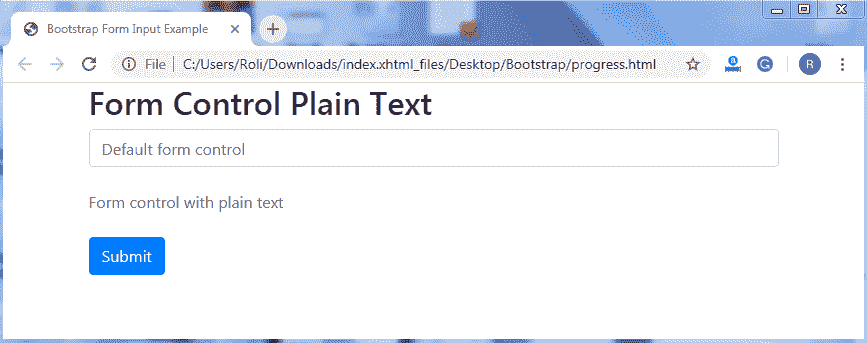 Bootstrap Form Input Example
File
C:/Users/Roli/Downloads/index.xhtml_files/Desktop/Bootstrap/progress.html
R
Form Control Plain Text
Default form control
Form control with plain text
Submit